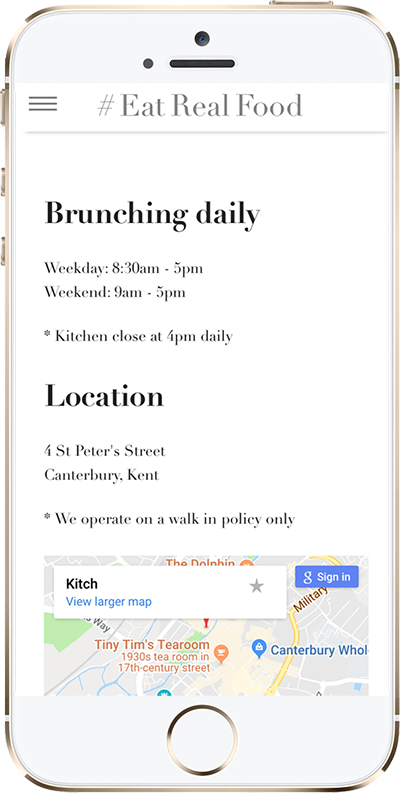 # Eat Real Food
Brunching daily
Weekday: 8:30am - 5pm
Weekend: 9am - 5pm
* Kitchen close at 4pm daily
Location
4 St Peter's Street
Canterbury, Kent
* We operate on a walk in policy only
The Dolphin
Kitch
View larger map
g Sign in
Military
Way
Tiny Tim's Tearoom
1930s tea room in
17th-century street
Canterbury Whol